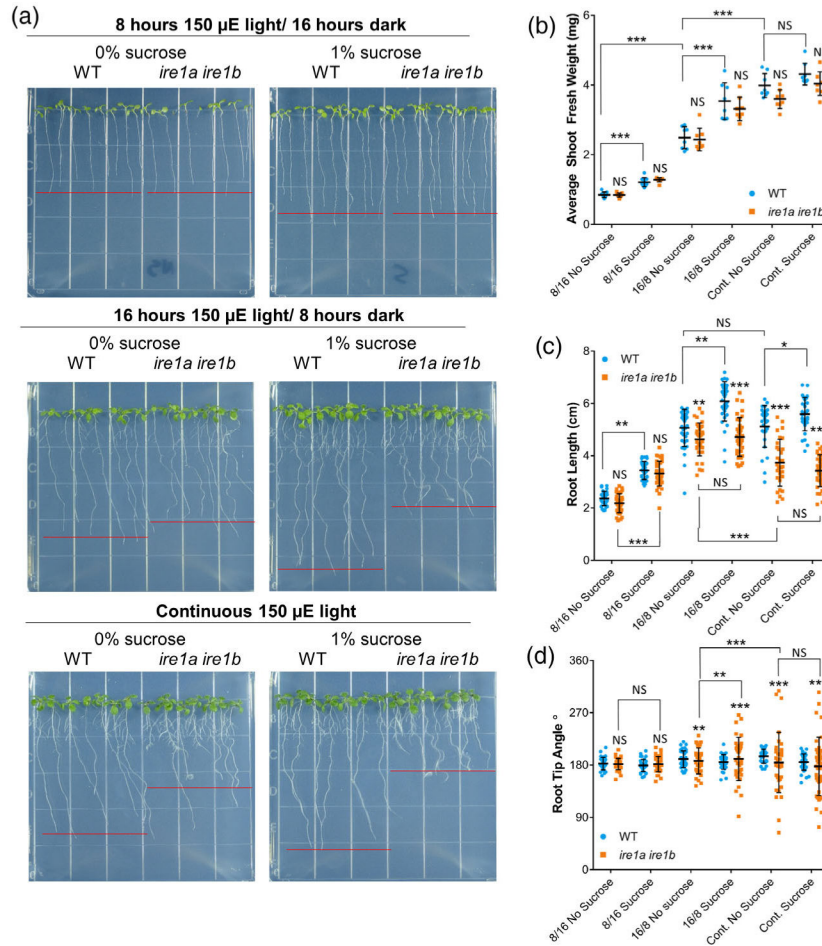 (a)
8 hours 150 µE light/ 16 hours dark
0% sucrose
1% sucrose
WT
ire1a ire1b
WT
ire1a ire1b
16 hours 150 µE light/ 8 hours dark
0% sucrose
1% sucrose
WT
ire1a ire1b
WT
ire1a ire1b
Continuous 150 µE light
0% sucrose
1% sucrose
WT
ire1a ire1b
WT
ire1a ire1b
(b)
Average Shoot Fresh Weight (mg)
6
4
2
0
***
***
***
***
NS
NS
NS
NS
NS
NS
NS
WT
ire1a ire1b
8/16 No Sucrose
8/16 Sucrose
16/8 No sucrose
16/8 Sucrose
Cont. No Sucrose
Cont. Sucrose
(c)
Root Length (cm)
8
6
4
2
0
WT
ire1a ire1b
NS
**
*
**
NS
NS
**
***
***
**
NS
NS
***
***
8/16 No Sucrose
8/16 Sucrose
16/8 No Sucrose
16/8 Sucrose
Cont. No Sucrose
Cont. Sucrose
(d)
Root Tip Angle °
360
270
180
90
0
***
NS
**
NS
NS
NS
**
***
***
**
WT
ire1a ire1b
8/16 No Sucrose
8/16 Sucrose
16/8 No Sucrose
16/8 Sucrose
Cont. No Sucrose
Cont. Sucrose